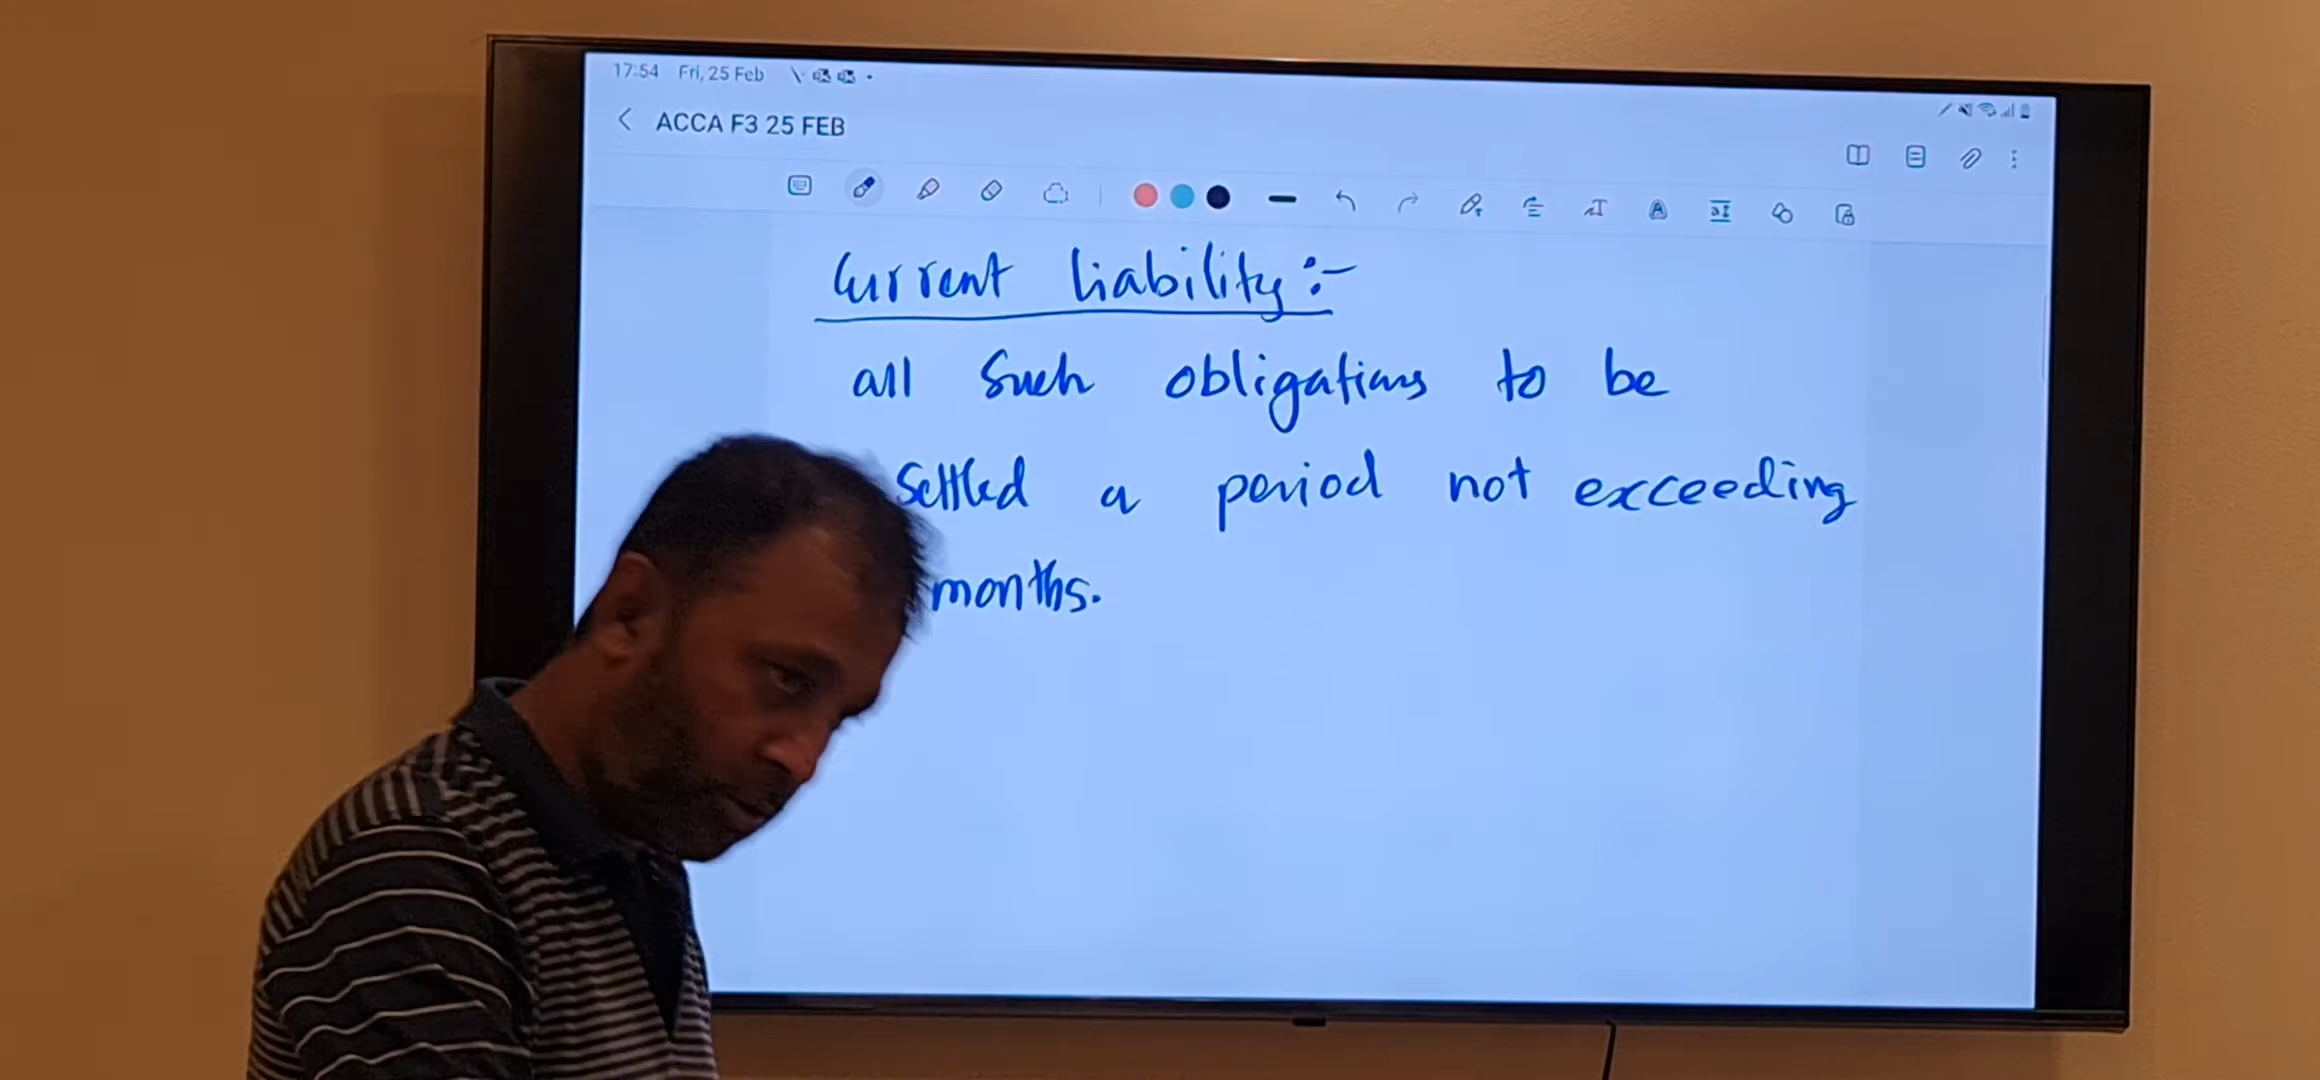 17:54 Fri, 25 Feb
ACCA F3 25 FEB
Current liability:-
all such obligations to be
settled a period not exceeding
months.